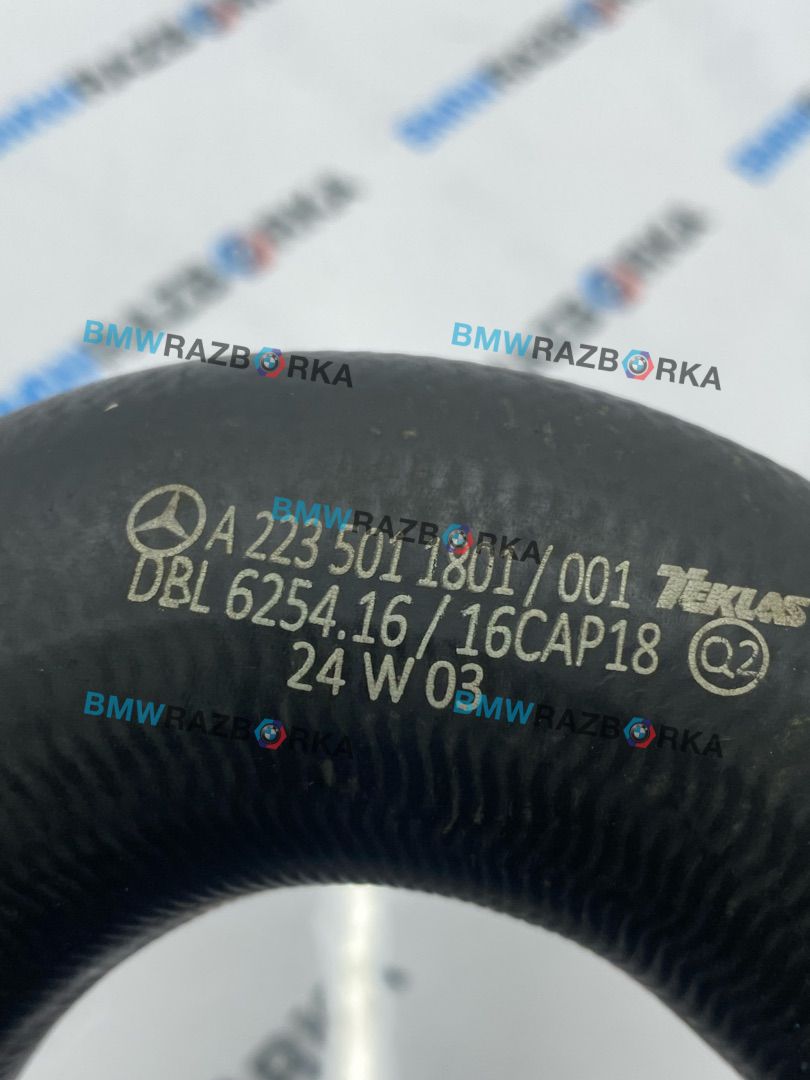 BMWRAZBORKA
BMWRAZBORKA
BMWRAZBORKA
A 223 501 1801 / 001 TEKLAS
DBL 6254.16 / 16CAP18 Q2
24 W 03
BMWRAZBORKA
BMWRAZBORKA